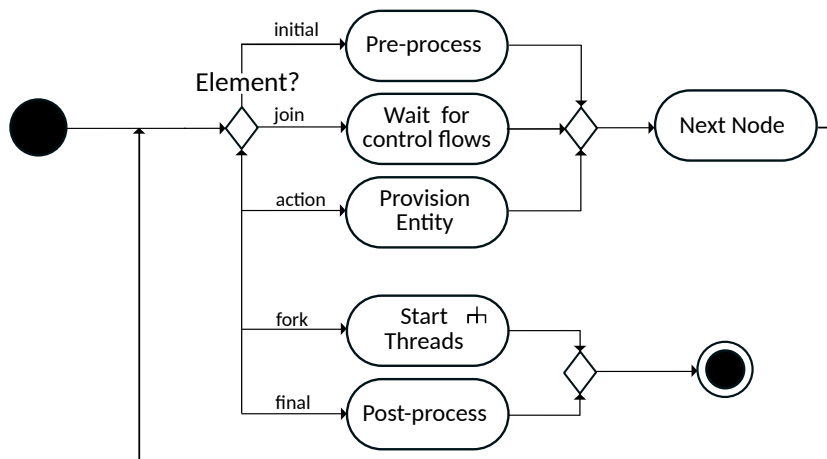 initial
Pre-process
Element?
join
Wait for
control flows
Next Node
action
Provision
Entity
fork
Start
Threads
final
Post-process